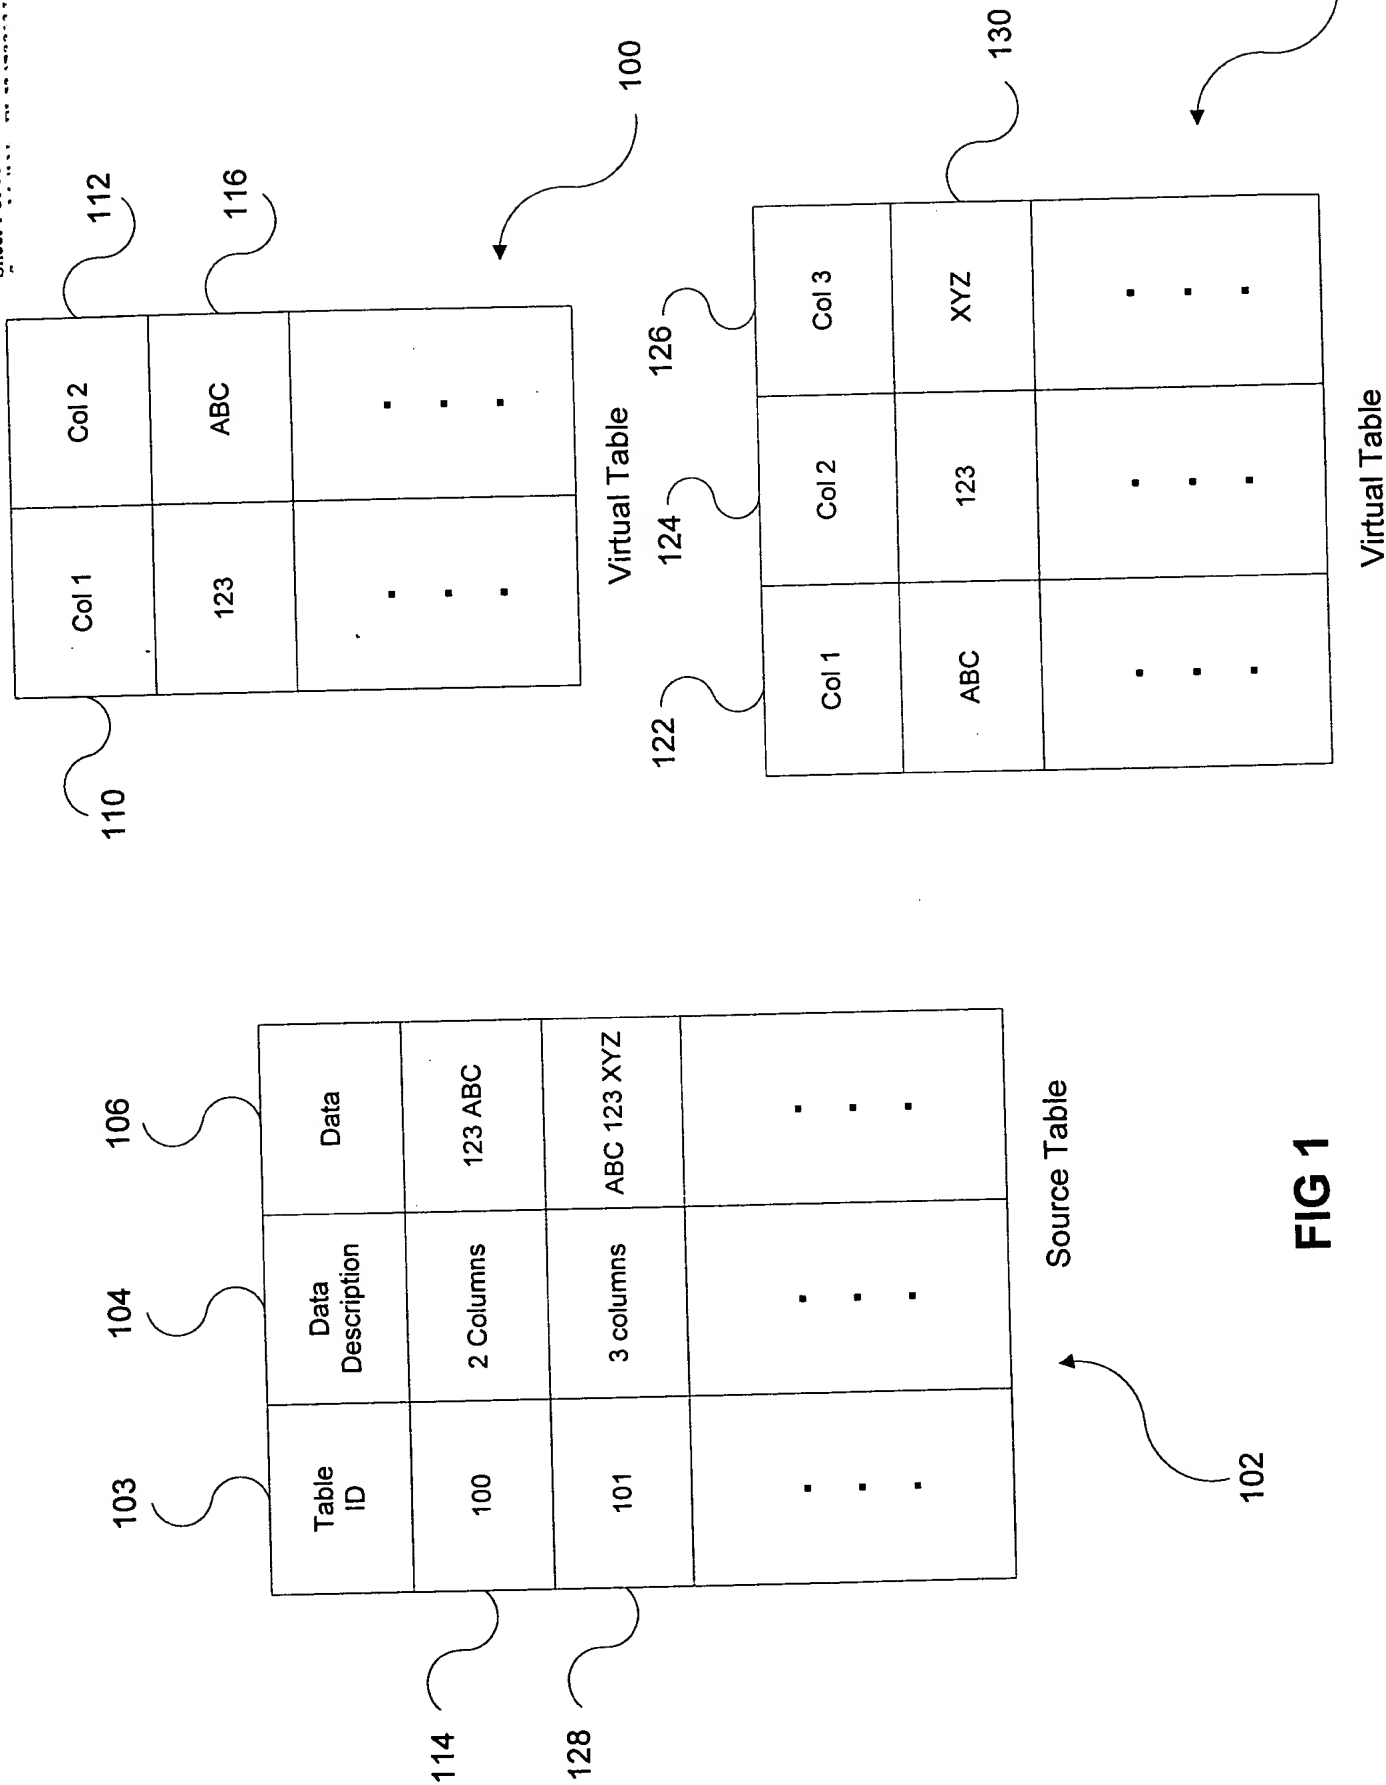 103
104
106
Table
ID
Data
Description
Data
114
100
2 Columns
123 ABC
128
101
3 columns
ABC 123 XYZ
Source Table
102
110
Col 1
Col 2
112
123
ABC
116
Virtual Table
100
122
124
126
Col 1
Col 2
Col 3
ABC
123
XYZ
130
Virtual Table
FIG 1